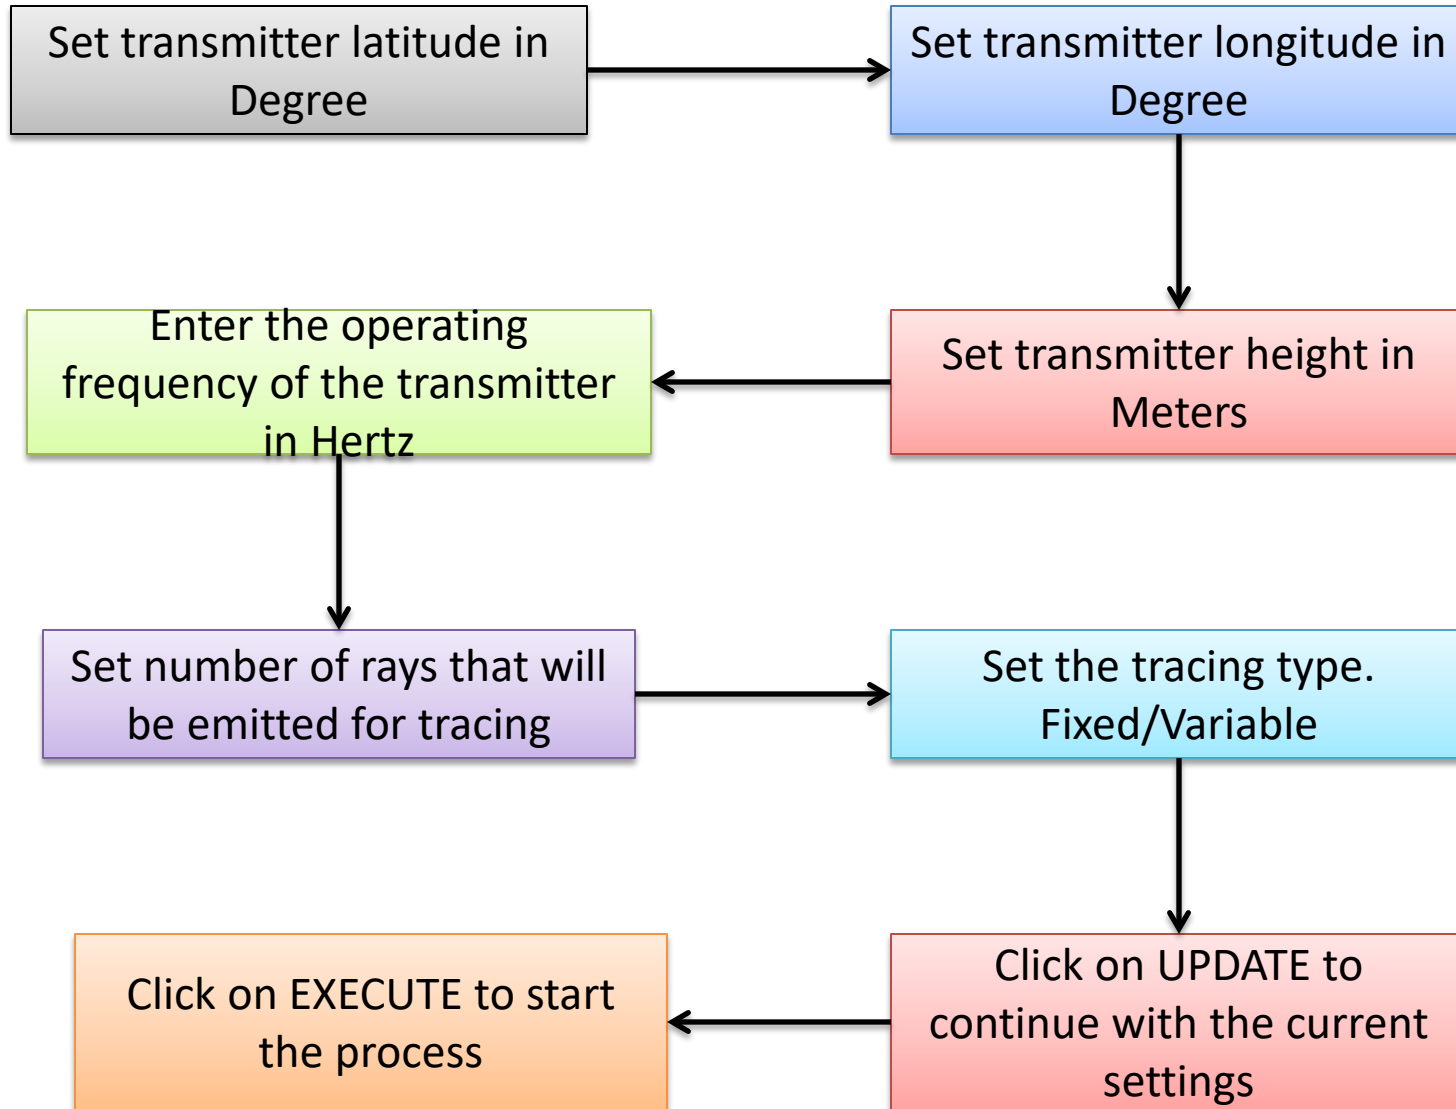 Set transmitter latitude in
Degree
Set transmitter longitude in
Degree
Set transmitter height in
Meters
Enter the operating
frequency of the transmitter
in Hertz
Set number of rays that will
be emitted for tracing
Set the tracing type.
Fixed/Variable
Click on UPDATE to
continue with the current
settings
Click on EXECUTE to start
the process